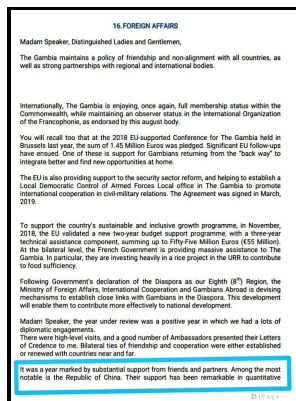 16. FOREIGN AFFAIRS
Madam Speaker, Distinguished Ladies and Gentlemen,
The Gambia maintains a policy of friendship and non-alignment with all countries, as
well as strong partnerships with regional and international bodies.
Internationally, The Gambia is enjoying, once again, full membership status within the
Commonwealth, while maintaining an observer status in the International Organization
of the Francophonie, as endorsed by this august body.
You will recall too that at the 2018 EU-supported Conference for The Gambia held in
Brussels last year, the sum of 1.45 Million Euros was pledged. Significant EU follow-ups
have ensued. One of these is support for Gambians returning from the "back way" to
integrate better and find new opportunities at home.
The EU is also providing support to the security sector reform, and helping to establish a
Local Democratic Control of Armed Forces Local office in The Gambia to promote
international cooperation in civil-military relations. The Agreement was signed in March,
2019.
To support the country's sustainable and inclusive growth programme, in November,
2018, the EU validated a new two-year budget support programme, with a three-year
technical assistance component, summing up to Fifty-Five Million Euros (€55 Million).
At the bilateral level, the French Government is providing massive assistance to The
Gambia. In particular, they are investing heavily in a rice project in the URR to contribute
to food sufficiency.
Following Government's declaration of the Diaspora as our Eighth (8th) Region, the
Ministry of Foreign Affairs, International Cooperation and Gambians Abroad is devising
mechanisms to establish close links with Gambians in the Diaspora. This development
will enable them to contribute more effectively to national development.
Madam Speaker, the year under review was a positive year in which we had a lots of
diplomatic engagements.
There were high-level visits, and a good number of Ambassadors presented their Letters
of Credence to me. Bilateral ties of friendship and cooperation were either established
or renewed with countries near and far.
It was a year marked by substantial support from friends and partners. Among the most
notable is the Republic of China. Their support has been remarkable in quantitative
21 | Page